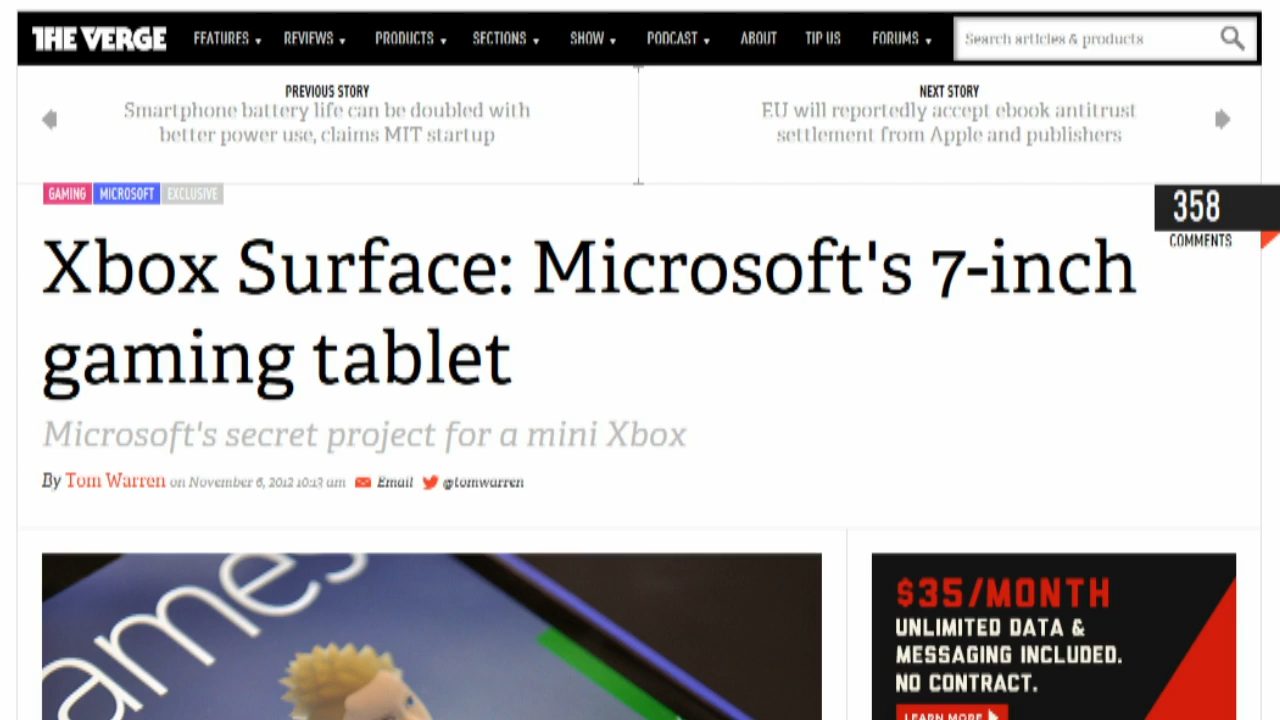 THE VERGE FEATURES REVIEWS PRODUCTS SECTIONS SHOW PODCAST ABOUT TIP US FORUMS Search articles & products
PREVIOUS STORY
Smartphone battery life can be doubled with
better power use, claims MIT startup
NEXT STORY
EU will reportedly accept ebook antitrust
settlement from Apple and publishers
GAMING MICROSOFT EXCLUSIVE
358
COMMENTS
Xbox Surface: Microsoft's 7-inch
gaming tablet
Microsoft's secret project for a mini Xbox
By Tom Warren on November 6, 2012 10:13 am Email @tomwarren
ames
$35/MONTH
UNLIMITED DATA &
MESSAGING INCLUDED.
NO CONTRACT.
LEARN MORE